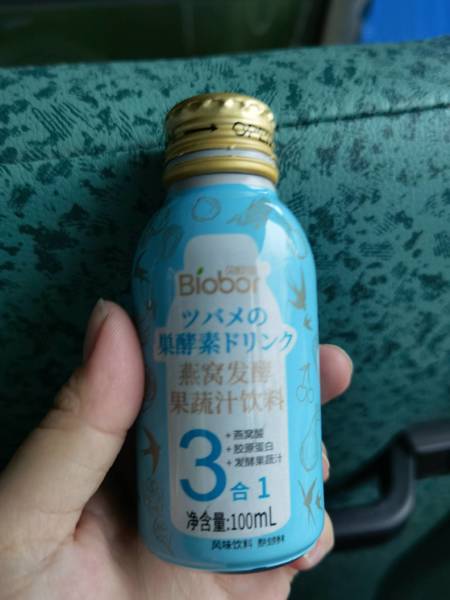 OPEN
Biobor
ツバメの
果酵素ドリンク
燕窝发酵
果蔬汁饮料
3合1
+燕窝酸
+胶原蛋白
+发酵果蔬汁
净含量:100mL
风味饮料